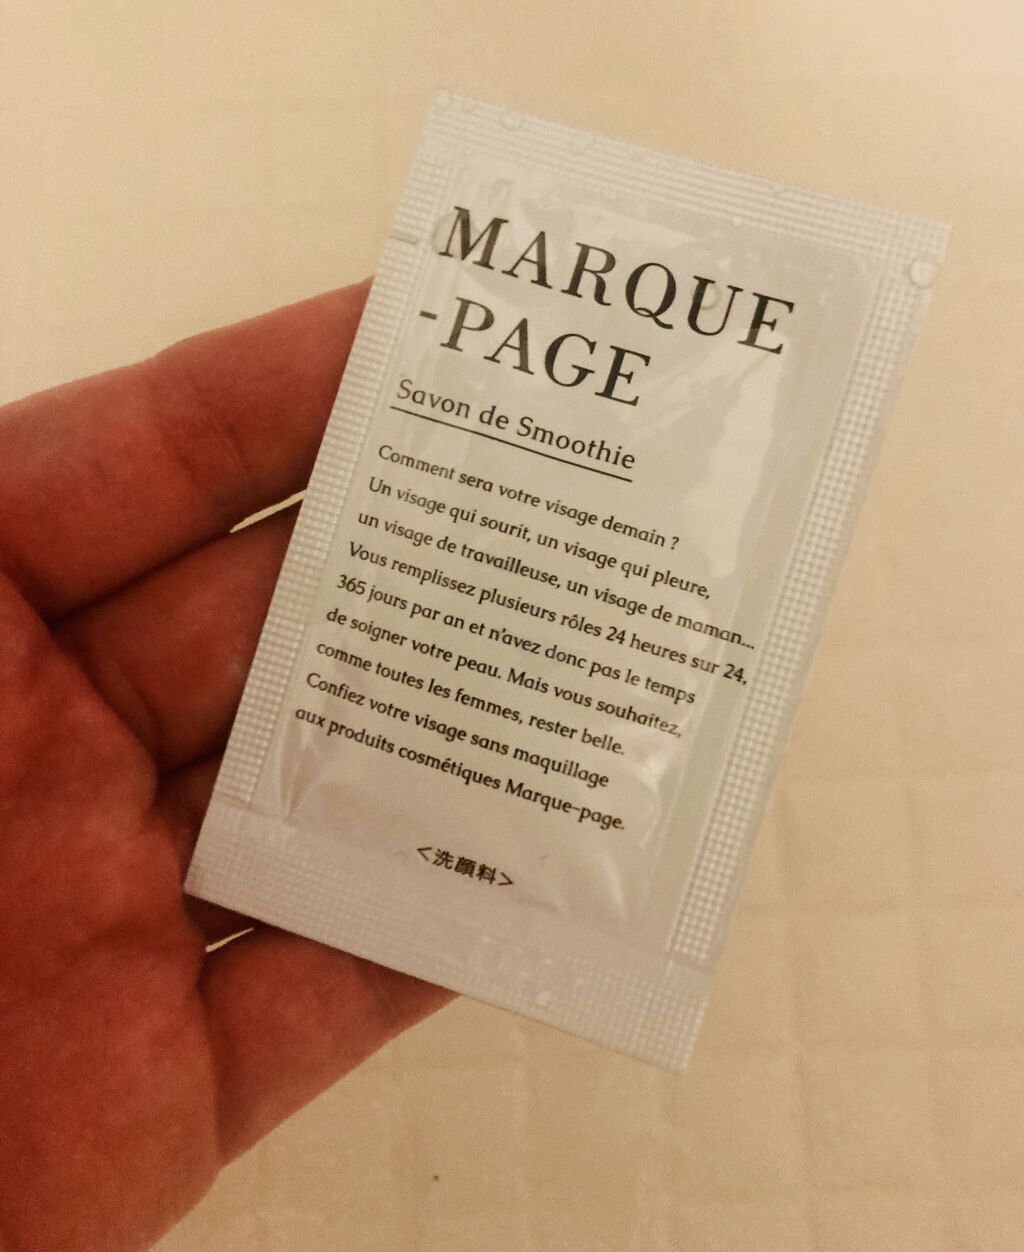 MARQUE
-PAGE
Savon de Smoothie
Comment sera votre visage demain ?
Un visage qui sourit, un visage qui pleure,
un visage de travailleuse, un visage de maman...
Vous remplissez plusieurs rôles 24 heures sur 24,
365 jours par an et n'avez donc pas le temps
de soigner votre peau. Mais vous souhaitez,
comme toutes les femmes, rester belle.
Confiez votre visage sans maquillage
aux produits cosmétiques Marque-page.
<洗顔料>